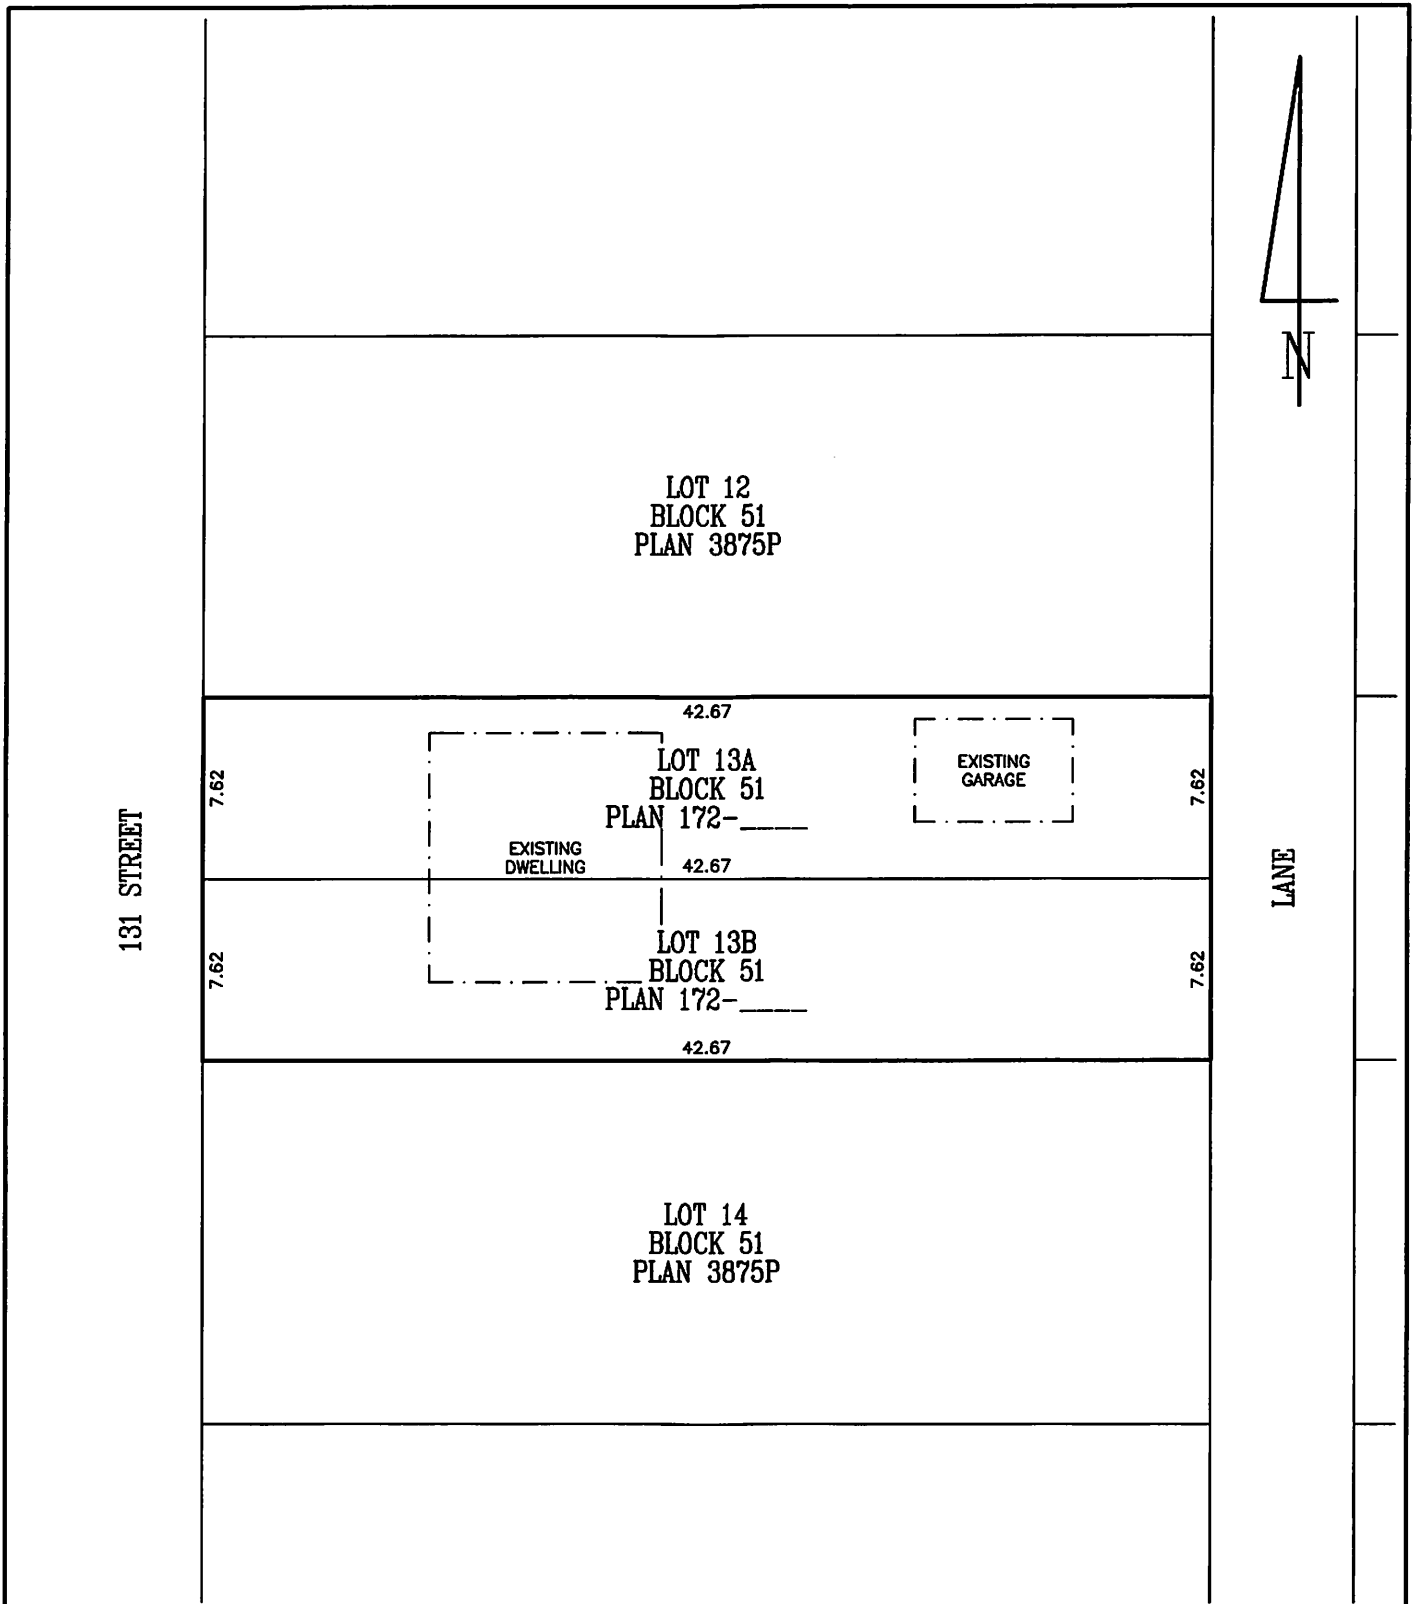 N
LOT 12
BLOCK 51
PLAN 3875P
42.67
7.62
LOT 13A
BLOCK 51
PLAN 172-____
EXISTING
GARAGE
7.62
EXISTING
DWELLING
42.67
131 STREET
LANE
7.62
LOT 13B
BLOCK 51
PLAN 172-____
7.62
42.67
LOT 14
BLOCK 51
PLAN 3875P